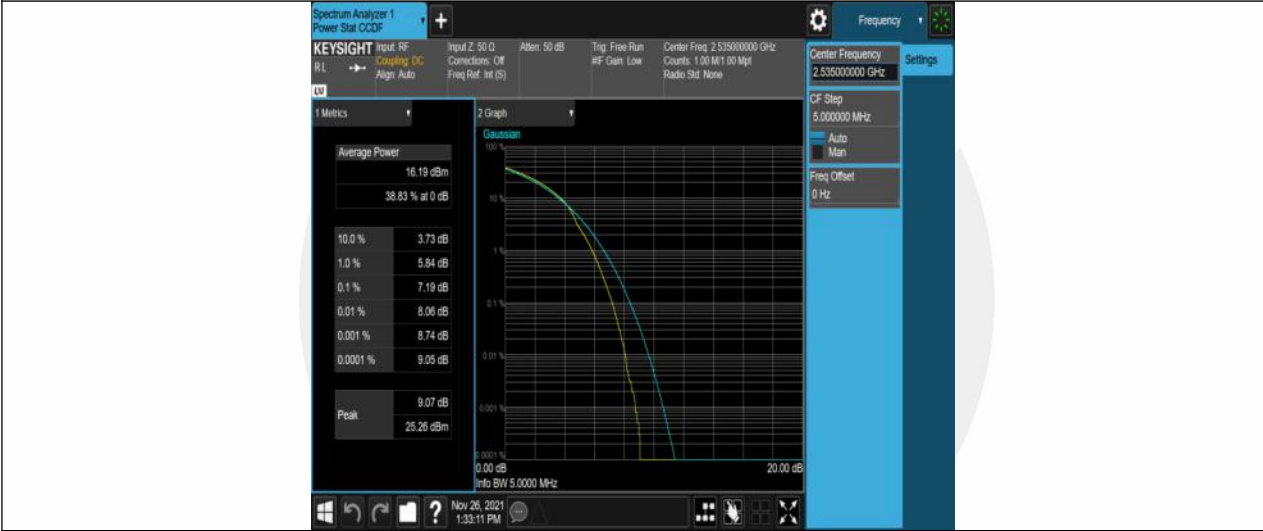 Spectrum Analyzer 1
Power Stat CCDF
+
Frequency
KEYSIGHT
RL
LV
Input: RF
Coupling: DC
Align: Auto
Input Z: 50 Ω
Corrections: Off
Freq Ref: Int (S)
Atten: 50 dB
Trig: Free Run
#IF Gain: Low
Center Freq: 2.535000000 GHz
Counts: 1.00 M/1.00 Mpt
Radio Std: None
Center Frequency
2.535000000 GHz
Settings
CF Step
5.000000 MHz
Auto
Man
Freq Offset
0 Hz
1 Metrics
Average Power
16.19 dBm
38.83 % at 0 dB
10.0 % 3.73 dB
1.0 % 5.84 dB
0.1 % 7.19 dB
0.01 % 8.06 dB
0.001 % 8.74 dB
0.0001 % 9.05 dB
Peak
9.07 dB
25.26 dBm
2 Graph
Gaussian
100 %
10 %
1 %
0.1 %
0.01 %
0.001 %
0.0001 %
0.00 dB 20.00 dB
Info BW 5.0000 MHz
?
Nov 26, 2021
1:33:11 PM